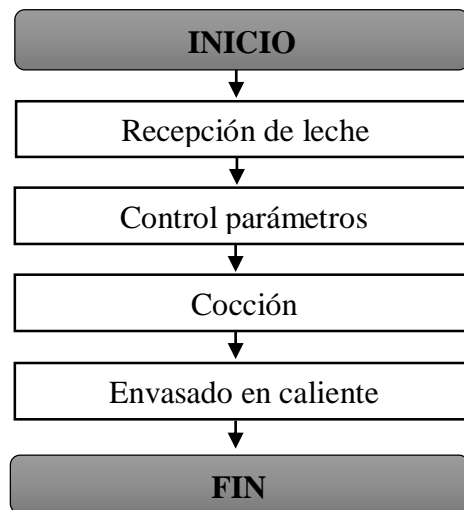 INICIO
Recepción de leche
Control parámetros
Cocción
Envasado en caliente
FIN